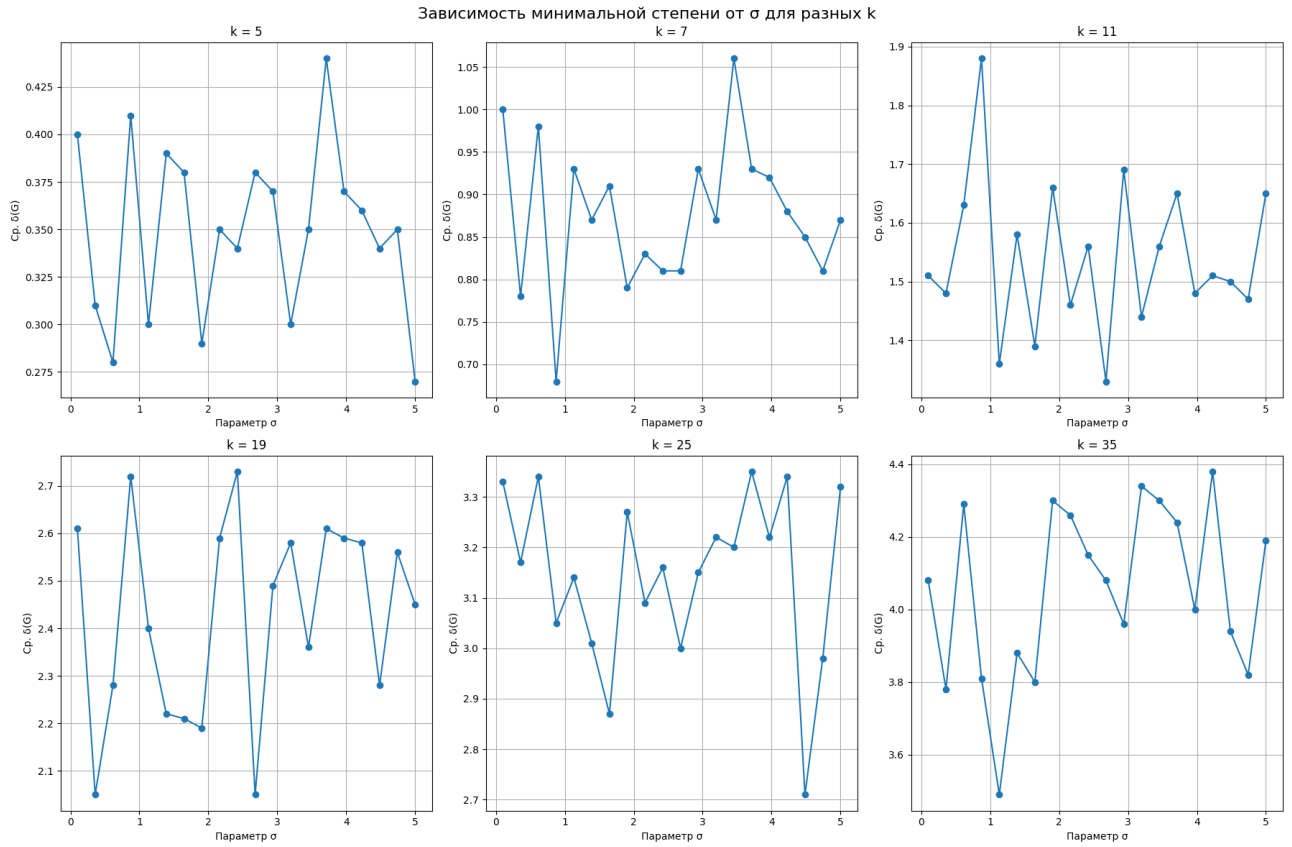 Зависимость минимальной степени от σ для разных k
k = 5
Ср. δ(G)
0.425
0.400
0.375
0.350
0.325
0.300
0.275
0 1 2 3 4 5
Параметр σ
k = 7
Ср. δ(G)
1.05
1.00
0.95
0.90
0.85
0.80
0.75
0.70
0 1 2 3 4 5
Параметр σ
k = 11
Ср. δ(G)
1.9
1.8
1.7
1.6
1.5
1.4
0 1 2 3 4 5
Параметр σ
k = 19
Ср. δ(G)
2.7
2.6
2.5
2.4
2.3
2.2
2.1
0 1 2 3 4 5
Параметр σ
k = 25
Ср. δ(G)
3.3
3.2
3.1
3.0
2.9
2.8
2.7
0 1 2 3 4 5
Параметр σ
k = 35
Ср. δ(G)
4.4
4.2
4.0
3.8
3.6
0 1 2 3 4 5
Параметр σ